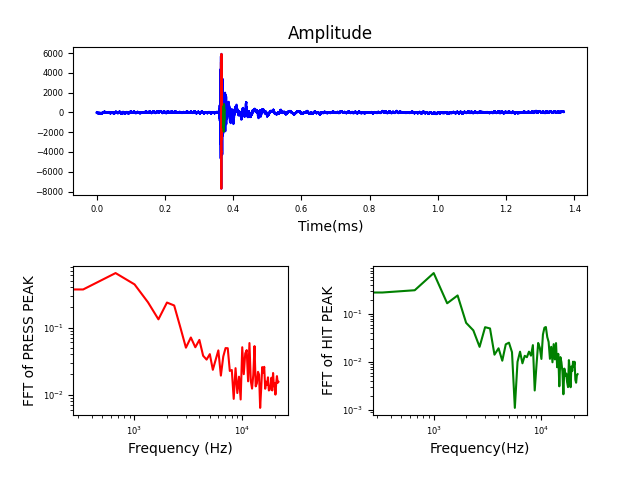 Amplitude
6000
4000
2000
0
−2000
−4000
−6000
−8000
0.0 0.2 0.4 0.6 0.8 1.0 1.2 1.4
Time(ms)
FFT of PRESS PEAK
10⁻¹
10⁻²
10³ 10⁴
Frequency (Hz)
FFT of HIT PEAK
10⁻¹
10⁻²
10⁻³
10³ 10⁴
Frequency(Hz)